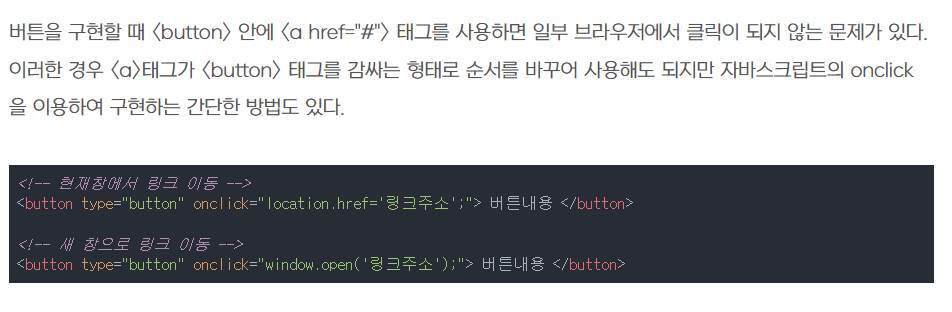 버튼을 구현할 때 <button> 안에 <a href="#"> 태그를 사용하면 일부 브라우저에서 클릭이 되지 않는 문제가 있다.
이러한 경우 <a>태그가 <button> 태그를 감싸는 형태로 순서를 바꾸어 사용해도 되지만 자바스크립트의 onclick
을 이용하여 구현하는 간단한 방법도 있다.
<!-- 현재창에서 링크 이동 -->
<button type="button" onclick="location.href='링크주소';"> 버튼내용 </button>
<!-- 새 창으로 링크 이동 -->
<button type="button" onclick="window.open('링크주소');"> 버튼내용 </button>